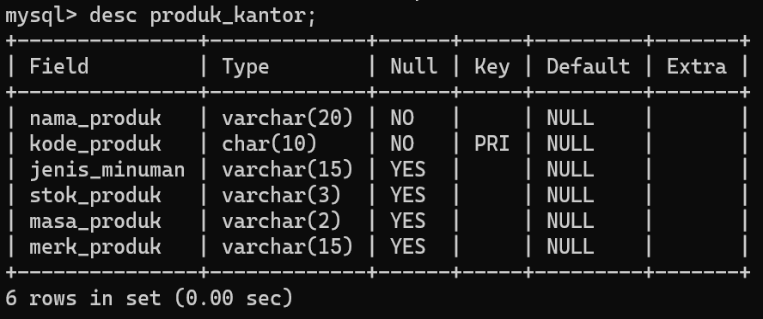 mysql> desc produk_kantor;
+---------------+-------------+------+-----+---------+-------+
| Field         | Type        | Null | Key | Default | Extra |
+---------------+-------------+------+-----+---------+-------+
| nama_produk   | varchar(20) | NO   |     | NULL    |       |
| kode_produk   | char(10)    | NO   | PRI | NULL    |       |
| jenis_minuman | varchar(15) | YES  |     | NULL    |       |
| stok_produk   | varchar(3)  | YES  |     | NULL    |       |
| masa_produk   | varchar(2)  | YES  |     | NULL    |       |
| merk_produk   | varchar(15) | YES  |     | NULL    |       |
+---------------+-------------+------+-----+---------+-------+
6 rows in set (0.00 sec)